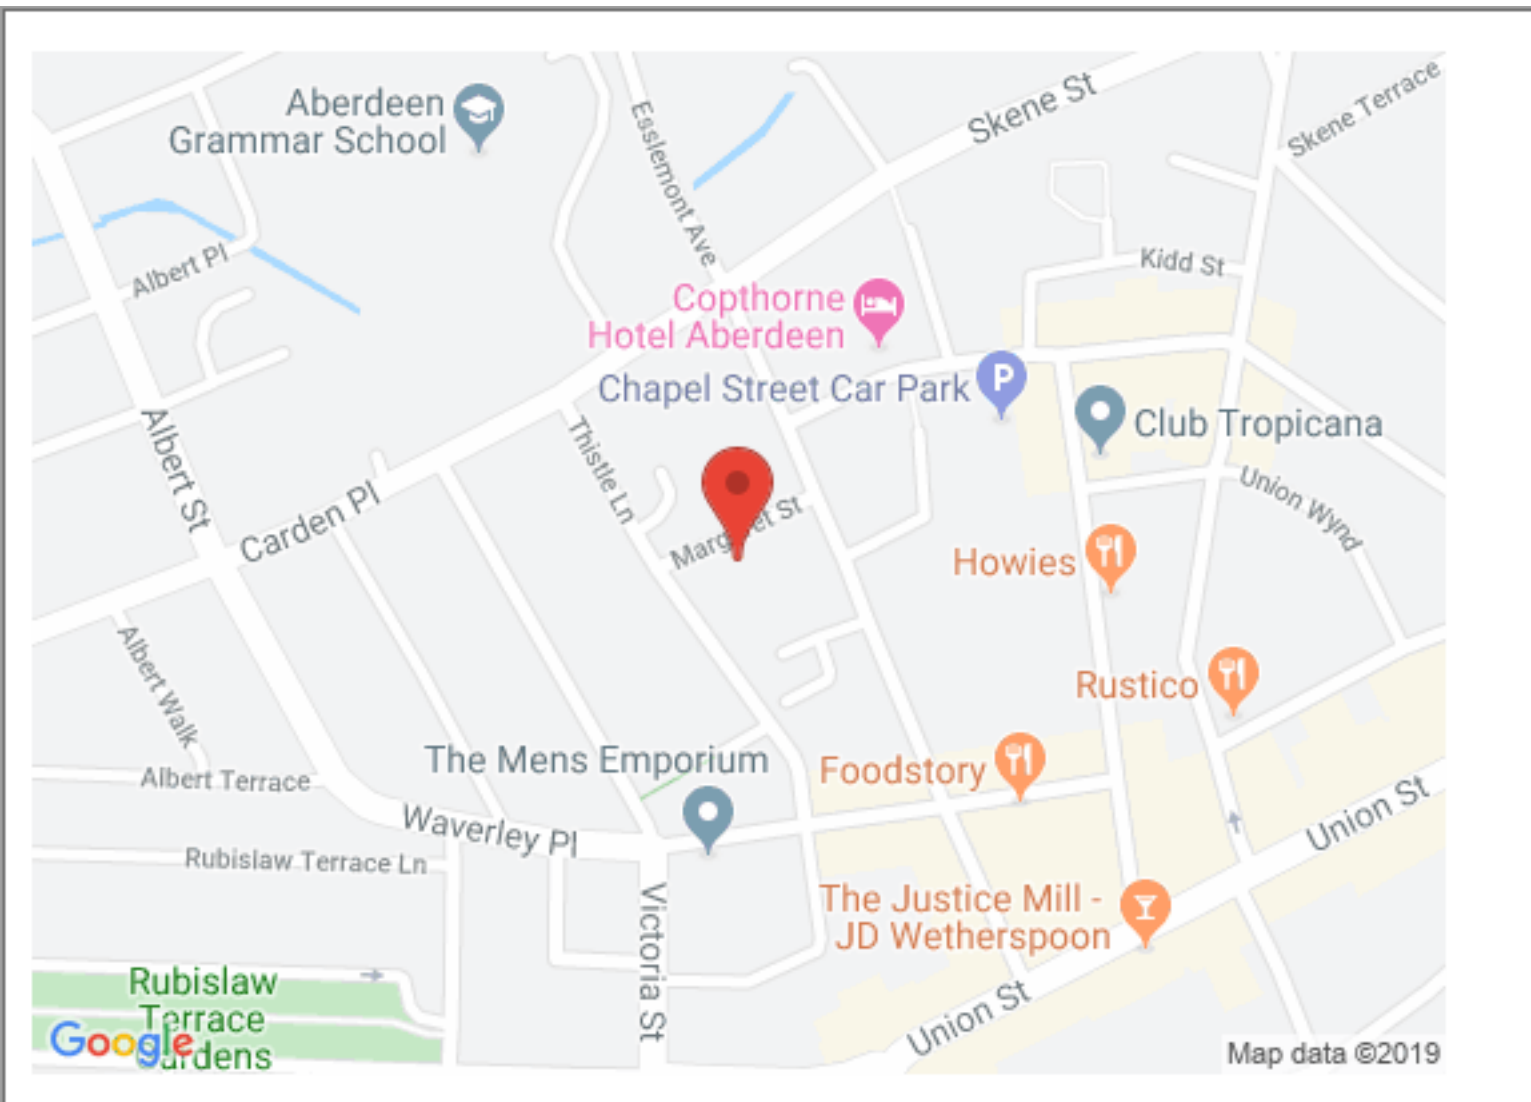 Aberdeen
Grammar School
Esslemont Ave
Skene St
Skene Terrace
Albert Pl
Kidd St
Copthorne
Hotel Aberdeen
Chapel Street Car Park
P
Club Tropicana
Albert St
Thistle Ln
Union Wynd
Carden Pl
Margaret St
Howies
Albert Walk
Rustico
The Mens Emporium
Foodstory
Albert Terrace
Waverley Pl
Union St
Rubislaw Terrace Ln
Victoria St
The Justice Mill -
JD Wetherspoon
Rubislaw
Terrace
Gardens
Union St
Google
Map data ©2019